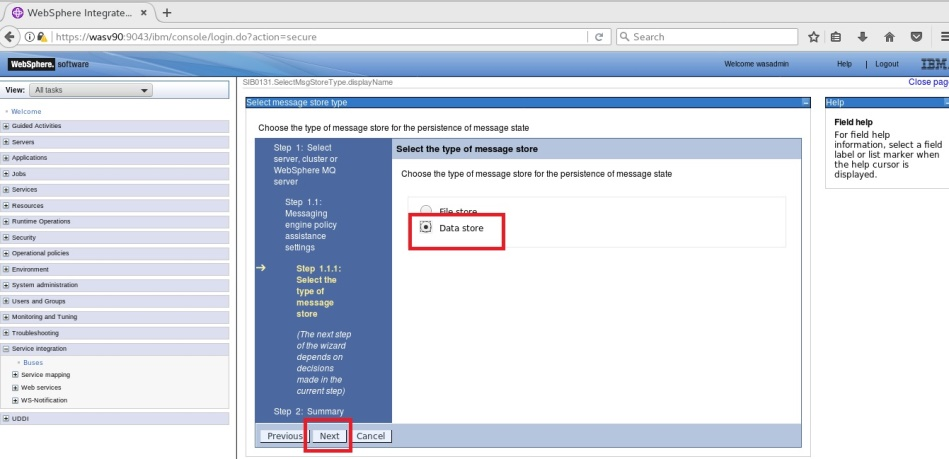 WebSphere Integrate...
https://wasv90:9043/ibm/console/login.do?action=secure
Search
WebSphere. software
Welcome wasadmin
Help | Logout
IBM.
View: All tasks
SIB0131.SelectMsgStoreType.displayName
Close pag
Welcome
Guided Activities
Servers
Applications
Jobs
Services
Resources
Runtime Operations
Security
Operational policies
Environment
System administration
Users and Groups
Monitoring and Tuning
Troubleshooting
Service integration
Buses
Service mapping
Web services
WS-Notification
UDDI
Select message store type
Choose the type of message store for the persistence of message state
Step 1: Select
server, cluster or
WebSphere MQ
server
Step 1.1:
Messaging
engine policy
assistance
settings
Step 1.1.1:
Select the
type of
message
store
(The next step
of the wizard
depends on
decisions
made in the
current step)
Step 2: Summary
Select the type of message store
Choose the type of message store for the persistence of message state
File store
Data store
Previous
Next
Cancel
Help
Field help
For field help
information, select a field
label or list marker when
the help cursor is
displayed.